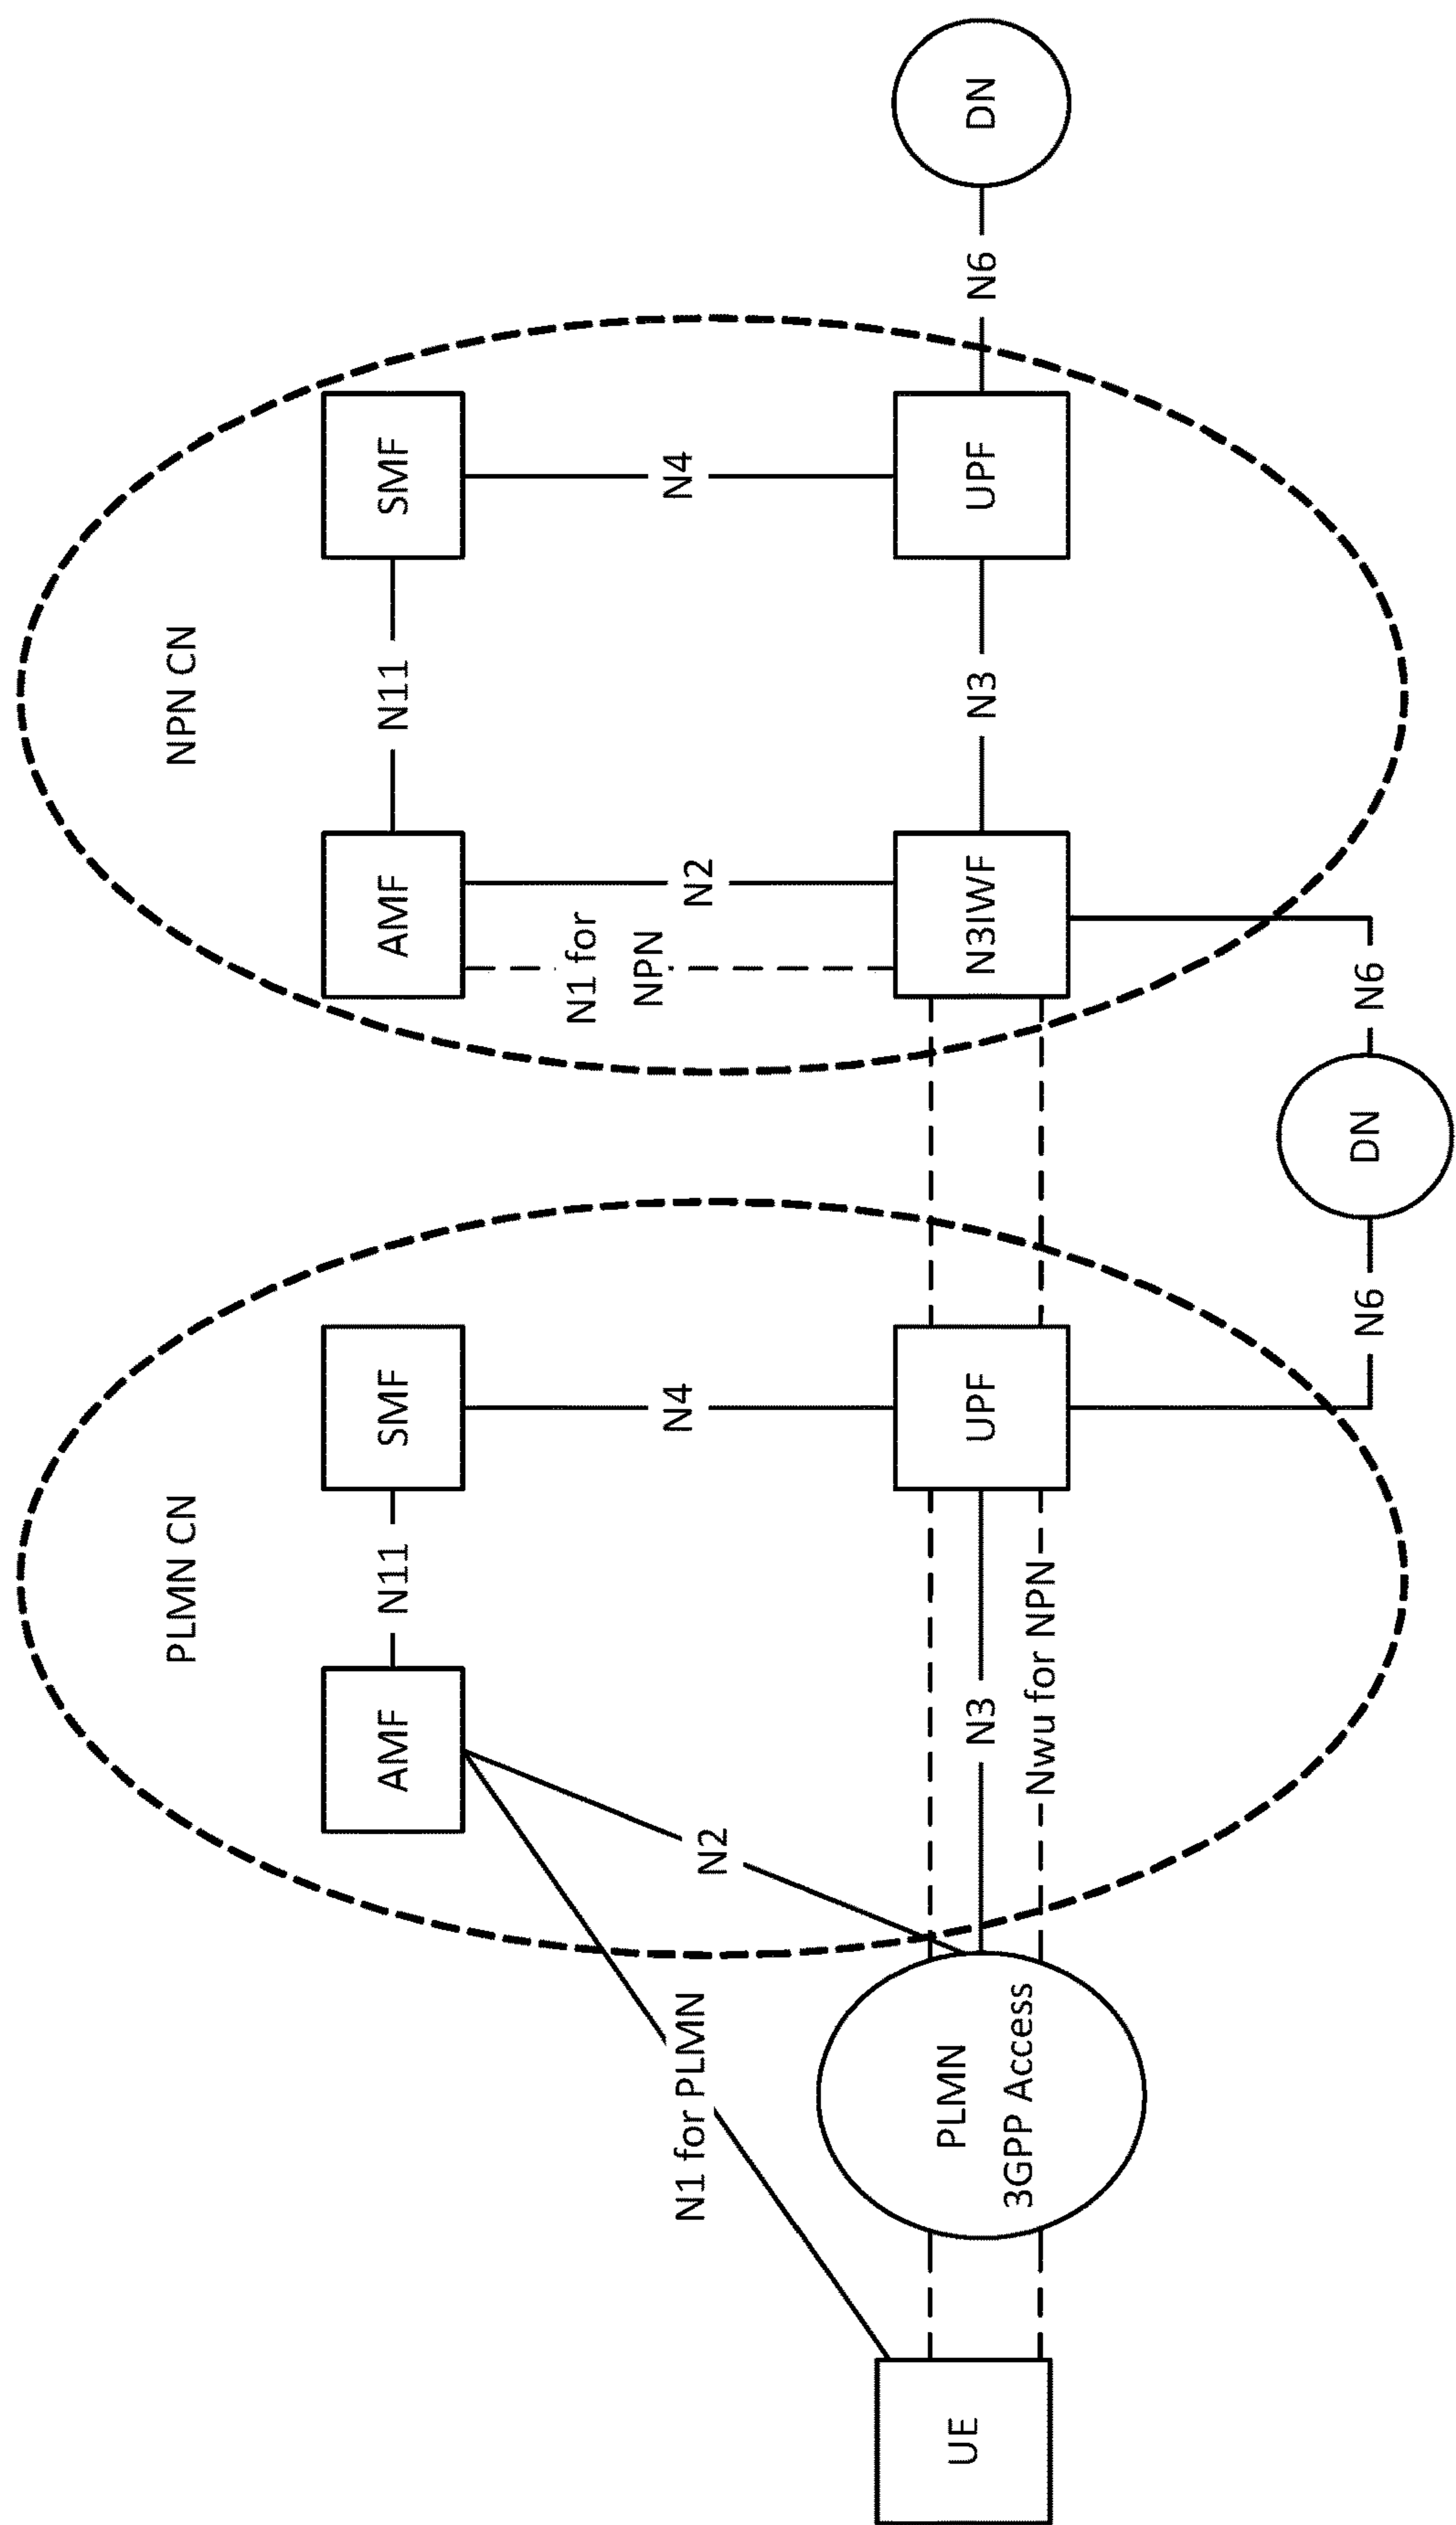 PLMN CN
NPN CN
AMF
N11
SMF
AMF
N11
SMF
N1 for
NPN
N2
N4
N4
N1 for PLMN
N2
UE
PLMN
3GPP Access
N3
Nwu for NPN
UPF
N3IWF
N3
UPF
N6
DN
N6
DN
N6